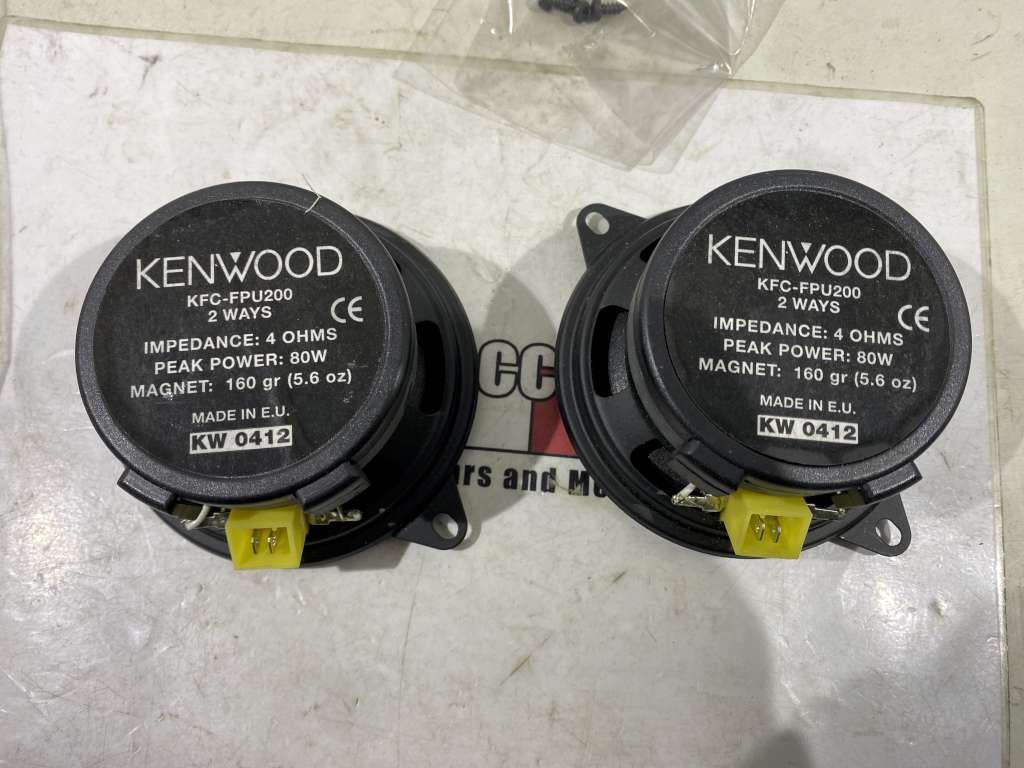 KENWOOD
KFC-FPU200
2 WAYS
CE
IMPEDANCE: 4 OHMS
PEAK POWER: 80W
MAGNET: 160 gr (5.6 oz)
MADE IN E.U.
KW 0412
KENWOOD
KFC-FPU200
2 WAYS
CE
IMPEDANCE: 4 OHMS
PEAK POWER: 80W
MAGNET: 160 gr (5.6 oz)
MADE IN E.U.
KW 0412
CC
and